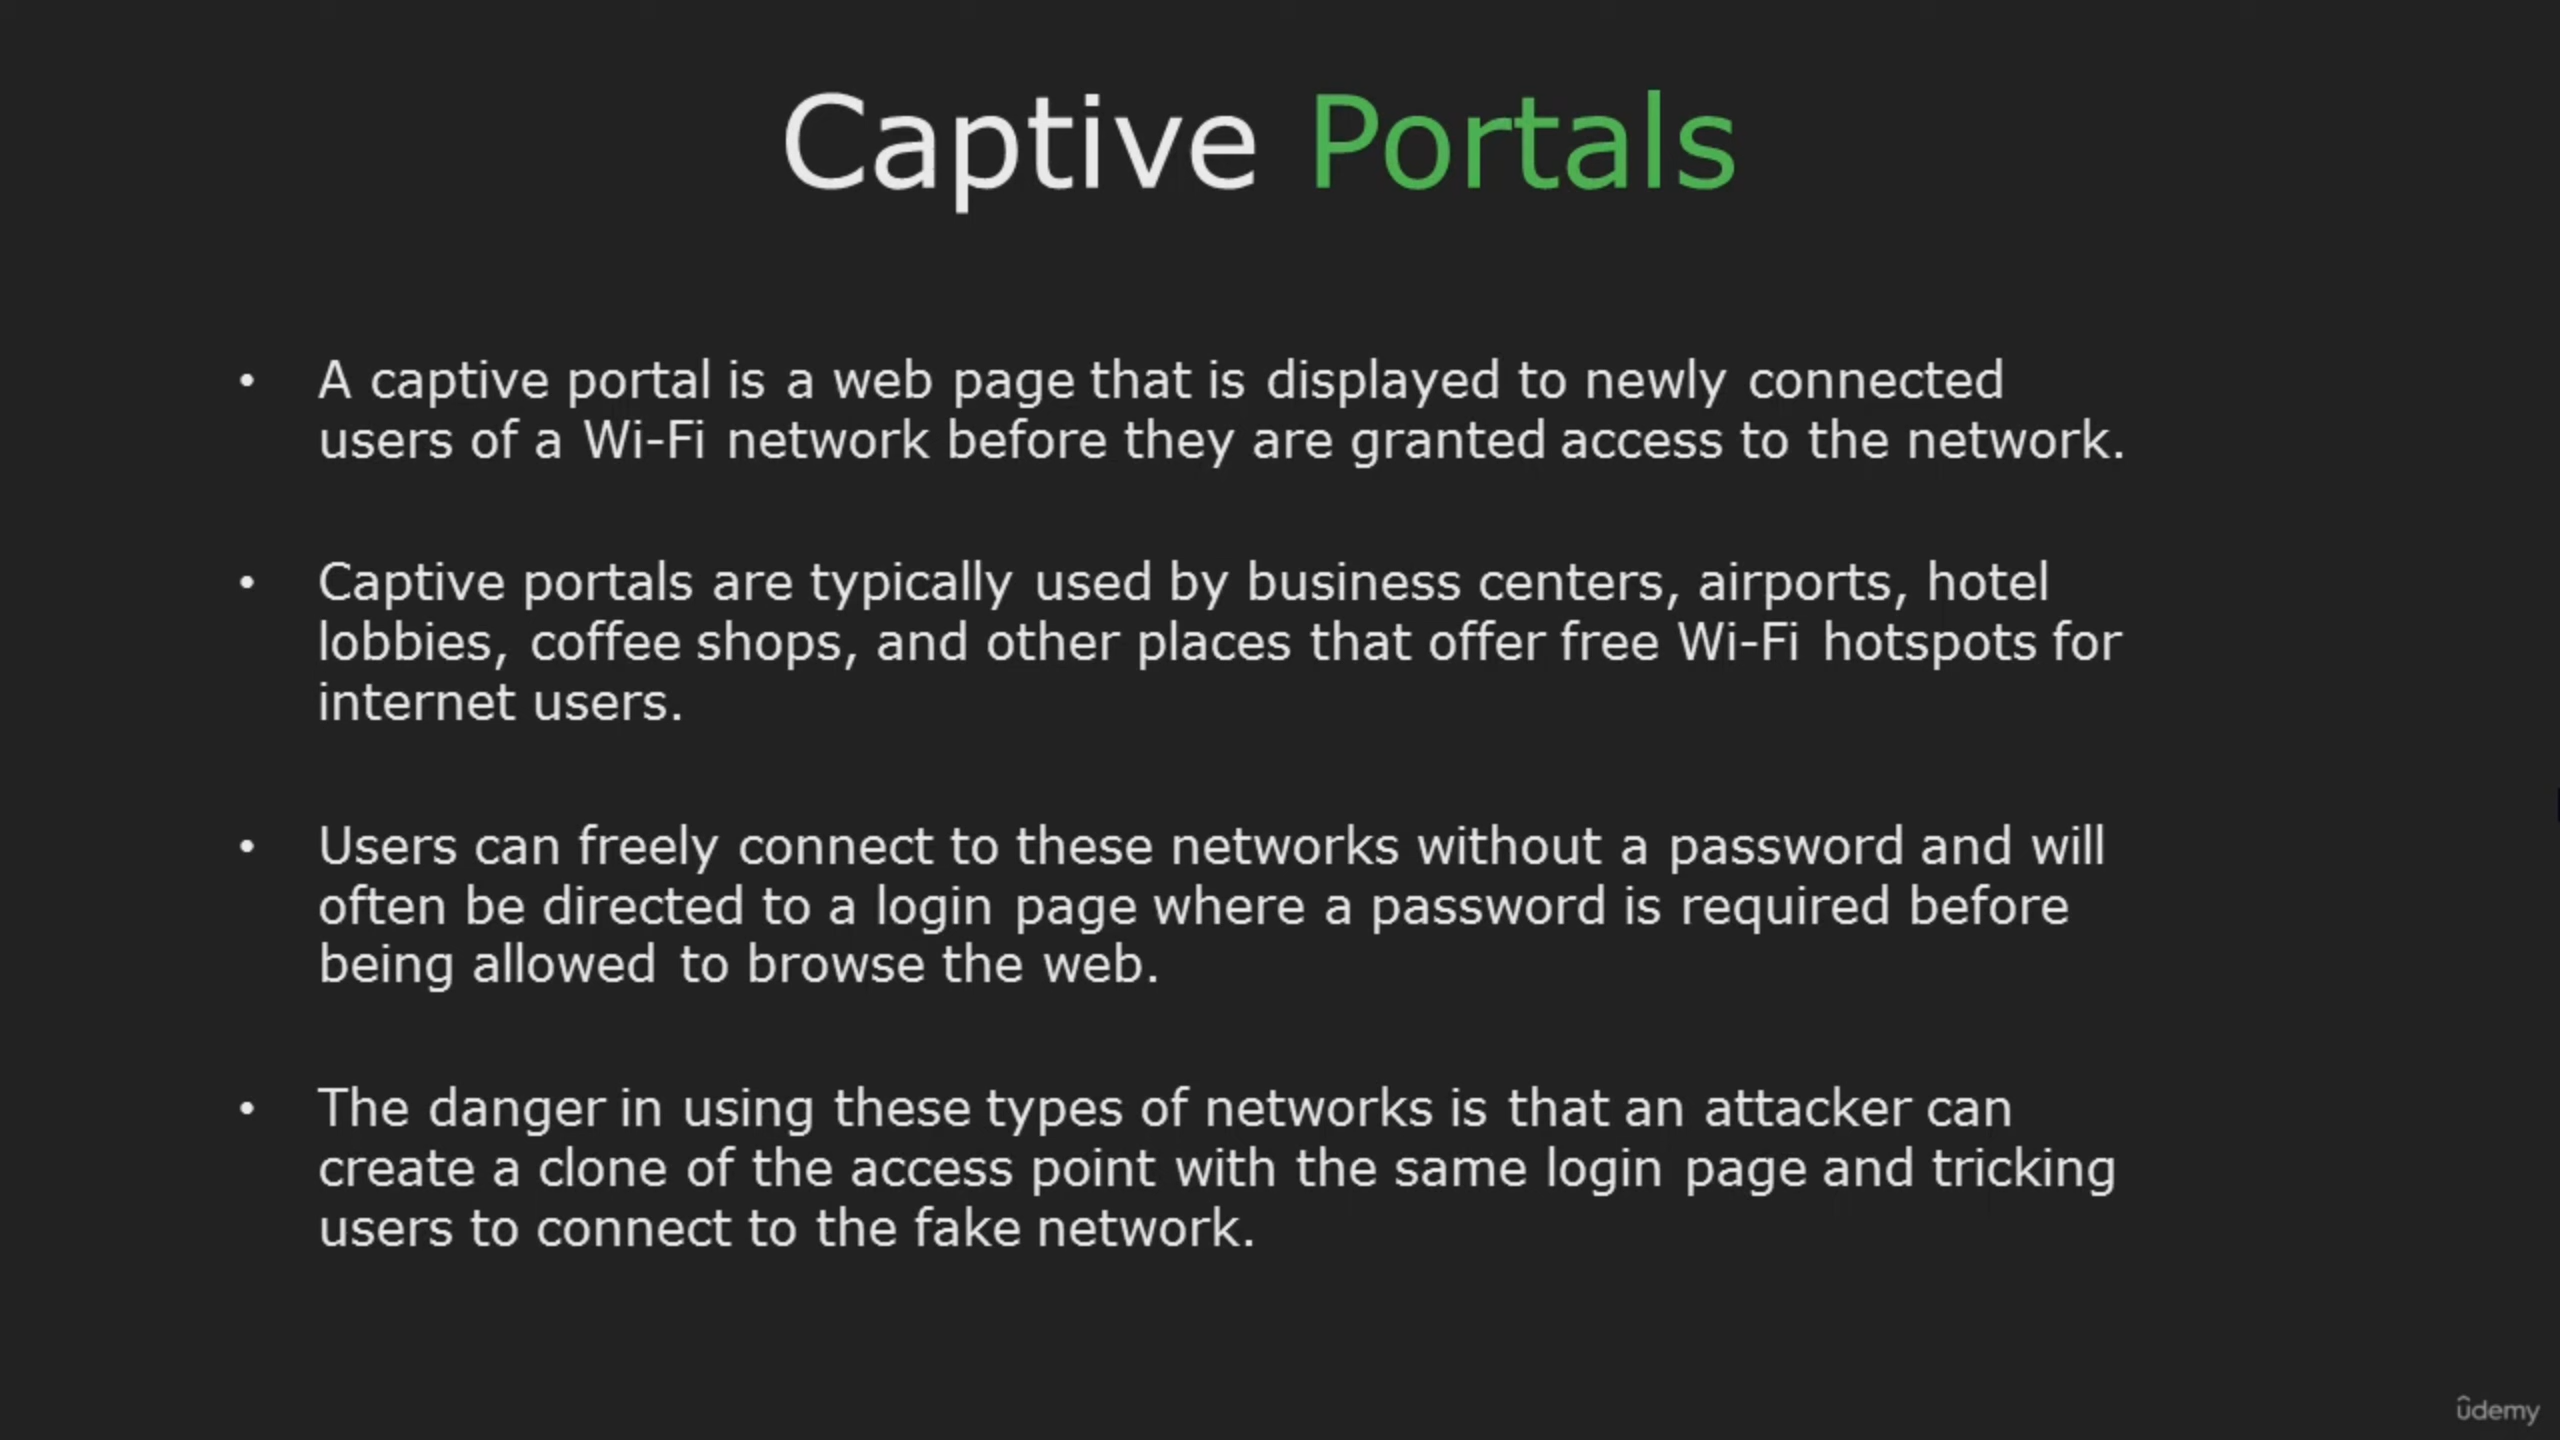 Captive Portals
• A captive portal is a web page that is displayed to newly connected
users of a Wi-Fi network before they are granted access to the network.
• Captive portals are typically used by business centers, airports, hotel
lobbies, coffee shops, and other places that offer free Wi-Fi hotspots for
internet users.
• Users can freely connect to these networks without a password and will
often be directed to a login page where a password is required before
being allowed to browse the web.
• The danger in using these types of networks is that an attacker can
create a clone of the access point with the same login page and tricking
users to connect to the fake network.
ûdemy